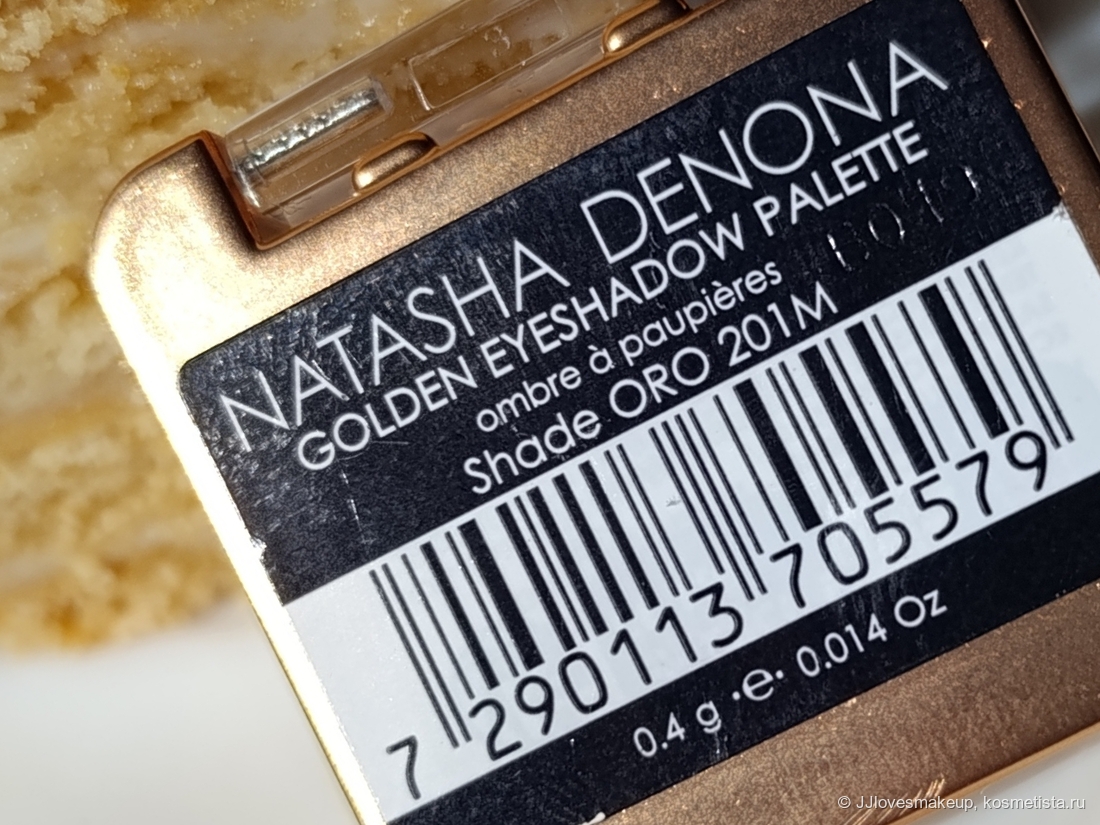 NATASHA DENONA
GOLDEN EYESHADOW PALETTE
ombre à paupières
Shade ORO 201M
7 290113 705579
0.4 g ·e· 0.014 Oz
© JJlovesmakeup, kosmetista.ru